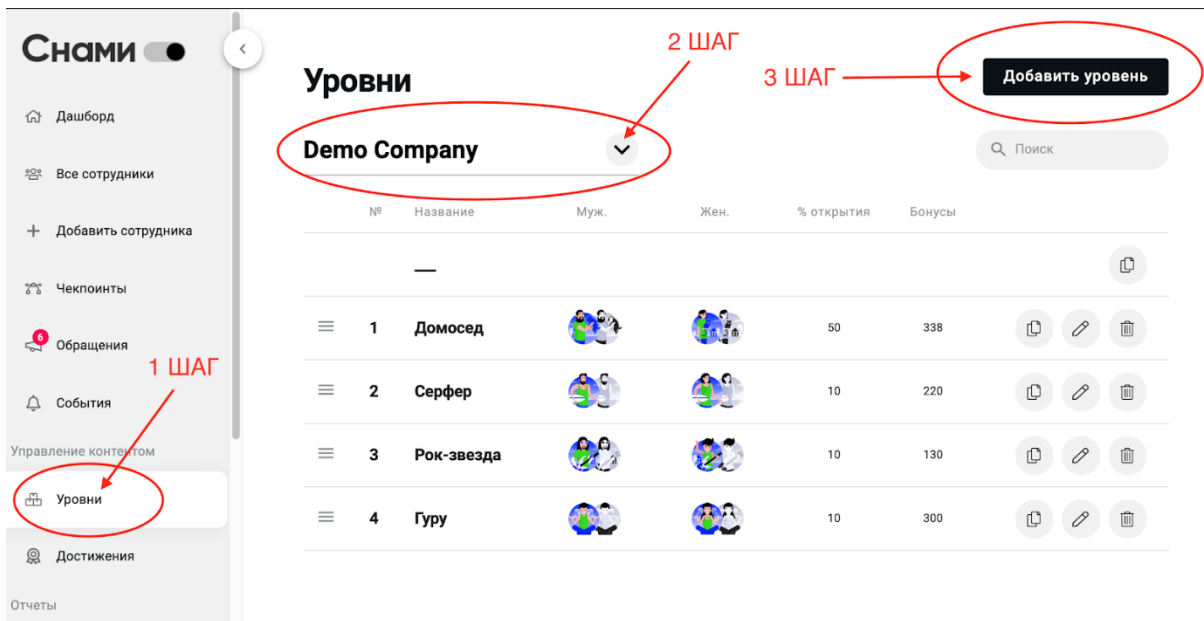 Снами
Дашборд
Все сотрудники
Добавить сотрудника
Чекпоинты
6
Обращения
1 ШАГ
События
Управление контентом
Уровни
Достижения
Отчеты
2 ШАГ
Уровни
3 ШАГ
Добавить уровень
Demo Company
Поиск
№ Название Муж. Жен. % открытия Бонусы
—
1 Домосед 50 338
2 Серфер 10 220
3 Рок-звезда 10 130
4 Гуру 10 300